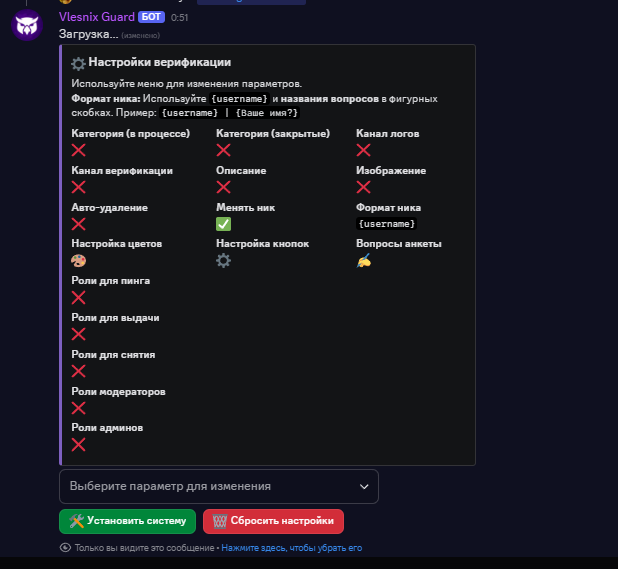 Vlesnix Guard БОТ 0:51
Загрузка... (изменено)
Настройки верификации
Используйте меню для изменения параметров.
Формат ника: Используйте {username} и названия вопросов в фигурных
скобках. Пример: {username} | {Ваше имя?}
Категория (в процессе) Категория (закрытые) Канал логов
Канал верификации Описание Изображение
Авто-удаление Менять ник Формат ника
{username}
Настройка цветов Настройка кнопок Вопросы анкеты
Роли для пинга
Роли для выдачи
Роли для снятия
Роли модераторов
Роли админов
Выберите параметр для изменения
Установить систему Сбросить настройки
Только вы видите это сообщение • Нажмите здесь, чтобы убрать его